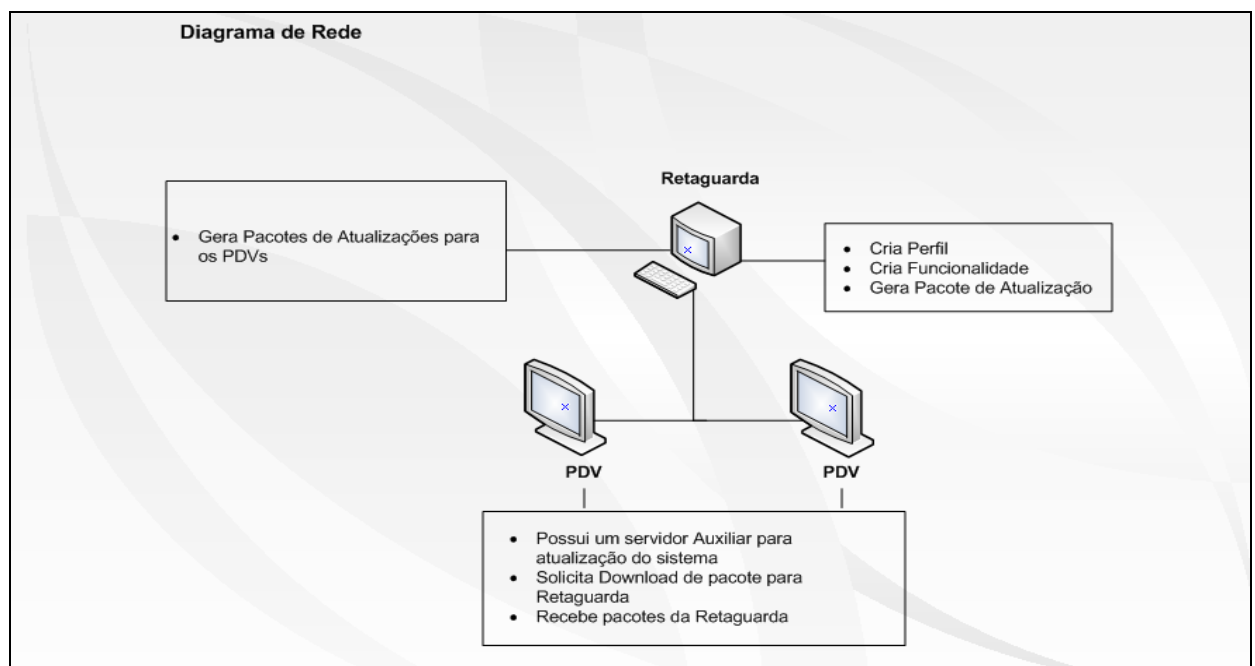 Diagrama de Rede
Retaguarda
• Gera Pacotes de Atualizações para
os PDVs
• Cria Perfil
• Cria Funcionalidade
• Gera Pacote de Atualização
PDV
PDV
• Possui um servidor Auxiliar para
atualização do sistema
• Solicita Download de pacote para
Retaguarda
• Recebe pacotes da Retaguarda